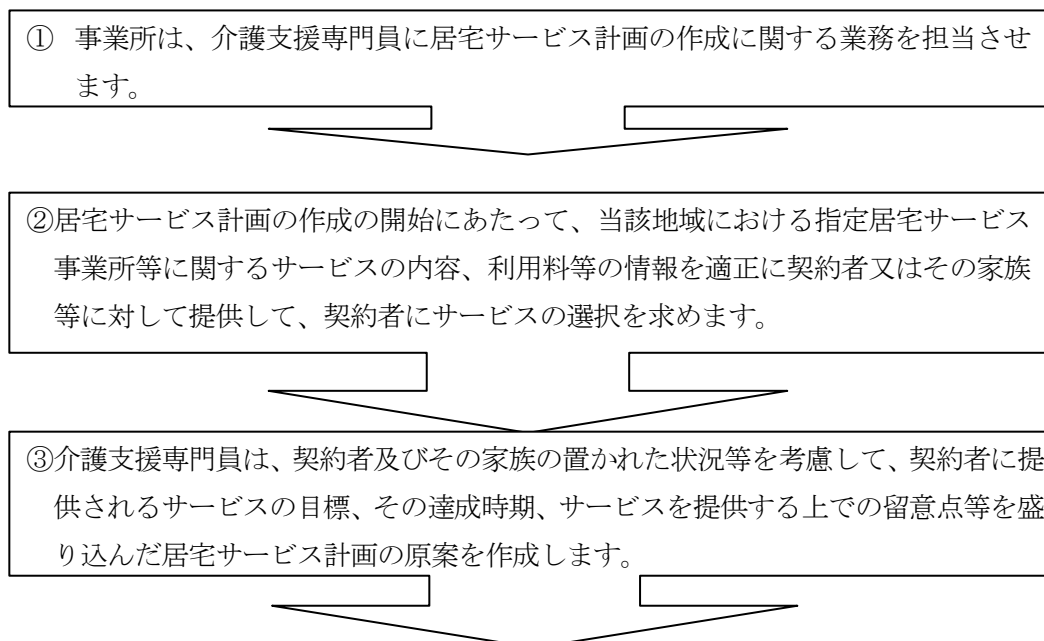 ① 事業所は、介護支援専門員に居宅サービス計画の作成に関する業務を担当させ
ます。
②居宅サービス計画の作成の開始にあたって、当該地域における指定居宅サービス
事業所等に関するサービスの内容、利用料等の情報を適正に契約者又はその家族
等に対して提供して、契約者にサービスの選択を求めます。
③介護支援専門員は、契約者及びその家族の置かれた状況等を考慮して、契約者に提
供されるサービスの目標、その達成時期、サービスを提供する上での留意点等を盛
り込んだ居宅サービス計画の原案を作成します。